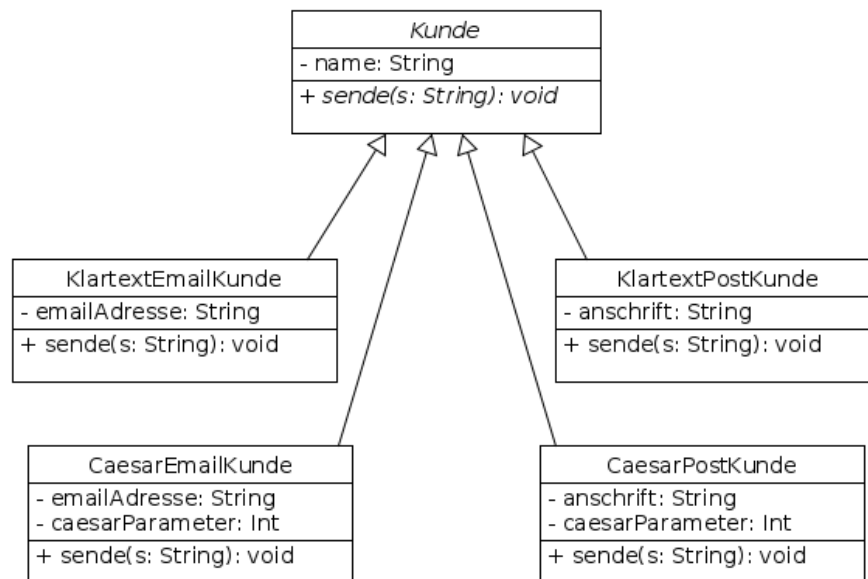 Kunde
- name: String
+ sende(s: String): void
KlartextEmailKunde
- emailAdresse: String
+ sende(s: String): void
KlartextPostKunde
- anschrift: String
+ sende(s: String): void
CaesarEmailKunde
- emailAdresse: String
- caesarParameter: Int
+ sende(s: String): void
CaesarPostKunde
- anschrift: String
- caesarParameter: Int
+ sende(s: String): void